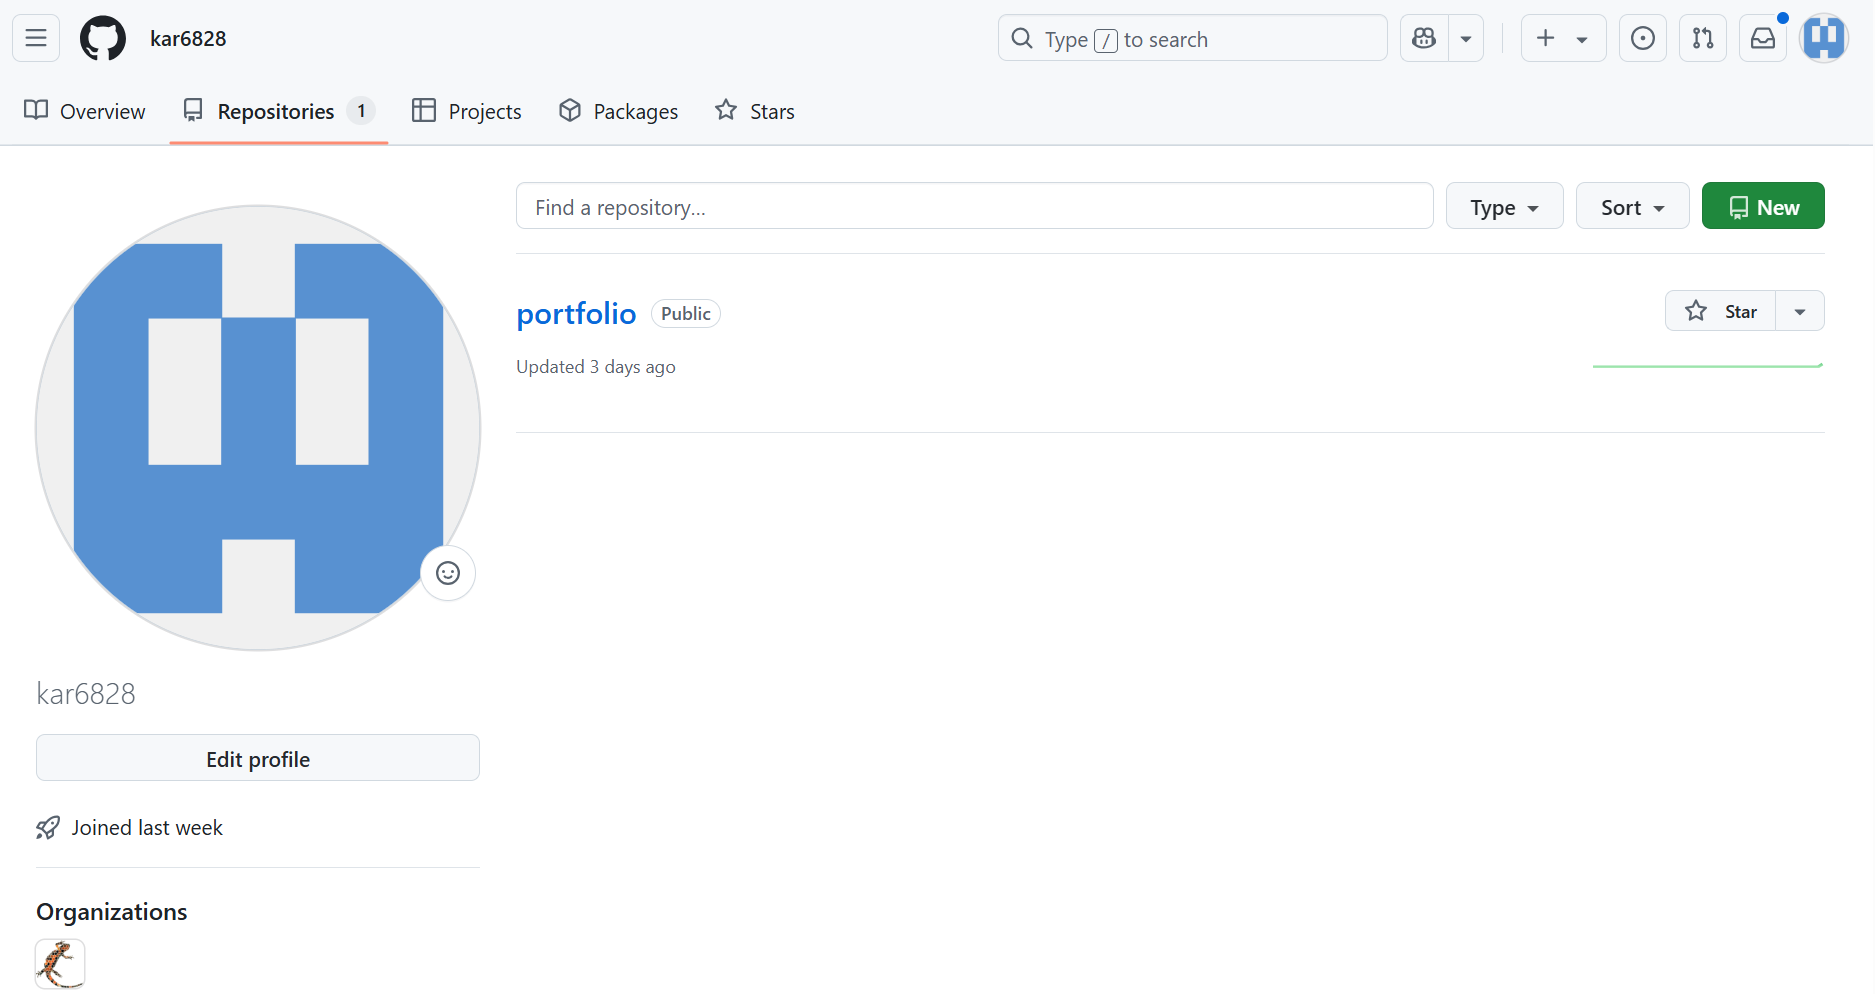 kar6828
Type / to search
Overview
Repositories 1
Projects
Packages
Stars
Find a repository...
Type
Sort
New
portfolio Public
Star
Updated 3 days ago
kar6828
Edit profile
Joined last week
Organizations